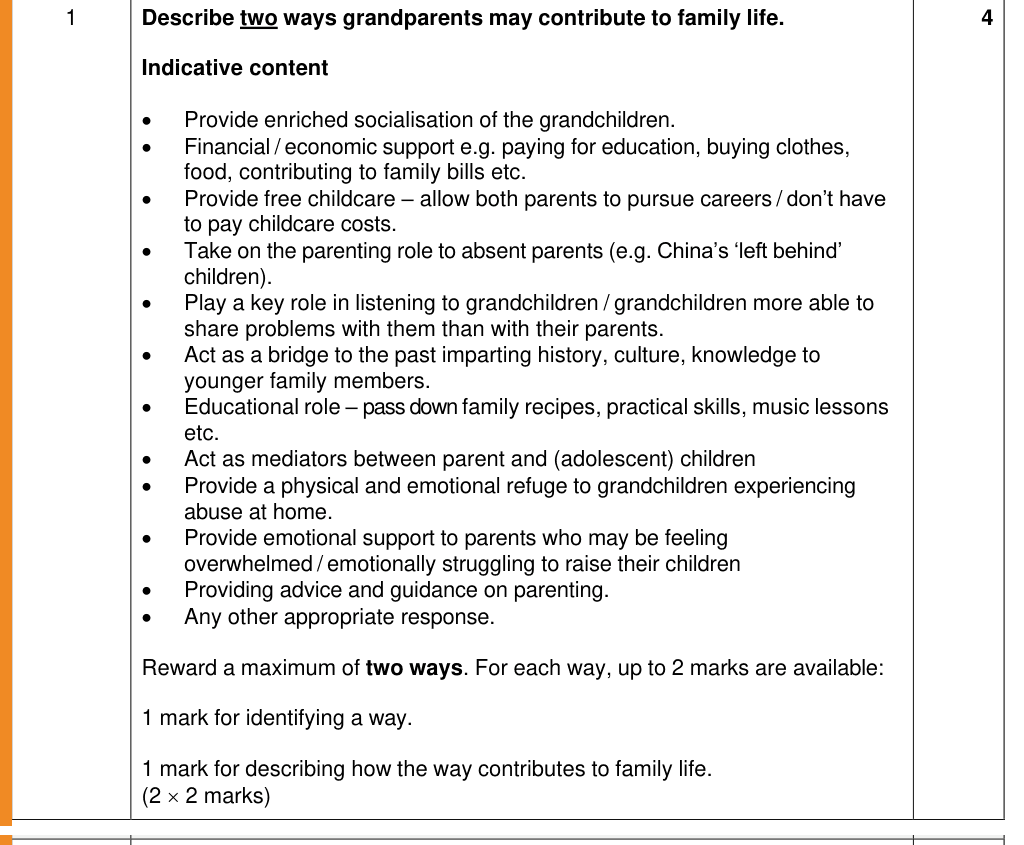 1 Describe two ways grandparents may contribute to family life. 4
Indicative content
• Provide enriched socialisation of the grandchildren.
• Financial / economic support e.g. paying for education, buying clothes,
food, contributing to family bills etc.
• Provide free childcare – allow both parents to pursue careers / don’t have
to pay childcare costs.
• Take on the parenting role to absent parents (e.g. China’s ‘left behind’
children).
• Play a key role in listening to grandchildren / grandchildren more able to
share problems with them than with their parents.
• Act as a bridge to the past imparting history, culture, knowledge to
younger family members.
• Educational role – pass down family recipes, practical skills, music lessons
etc.
• Act as mediators between parent and (adolescent) children
• Provide a physical and emotional refuge to grandchildren experiencing
abuse at home.
• Provide emotional support to parents who may be feeling
overwhelmed / emotionally struggling to raise their children
• Providing advice and guidance on parenting.
• Any other appropriate response.
Reward a maximum of two ways. For each way, up to 2 marks are available:
1 mark for identifying a way.
1 mark for describing how the way contributes to family life.
(2 × 2 marks)